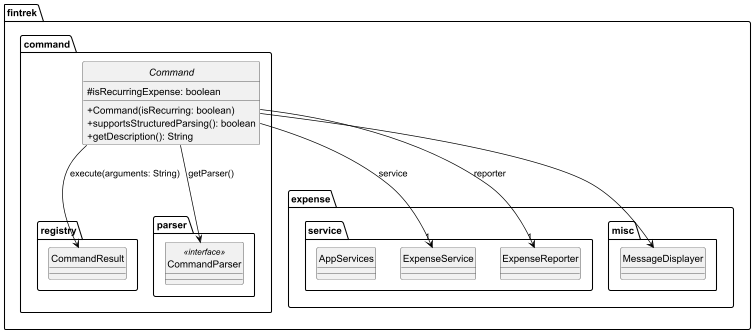 fintrek
command
Command
#isRecurringExpense: boolean
+Command(isRecurring: boolean)
+supportsStructuredParsing(): boolean
+getDescription(): String
execute(arguments: String)
getParser()
service
reporter
registry
CommandResult
parser
«interface»
CommandParser
expense
service
AppServices
1
ExpenseService
1
ExpenseReporter
misc
MessageDisplayer